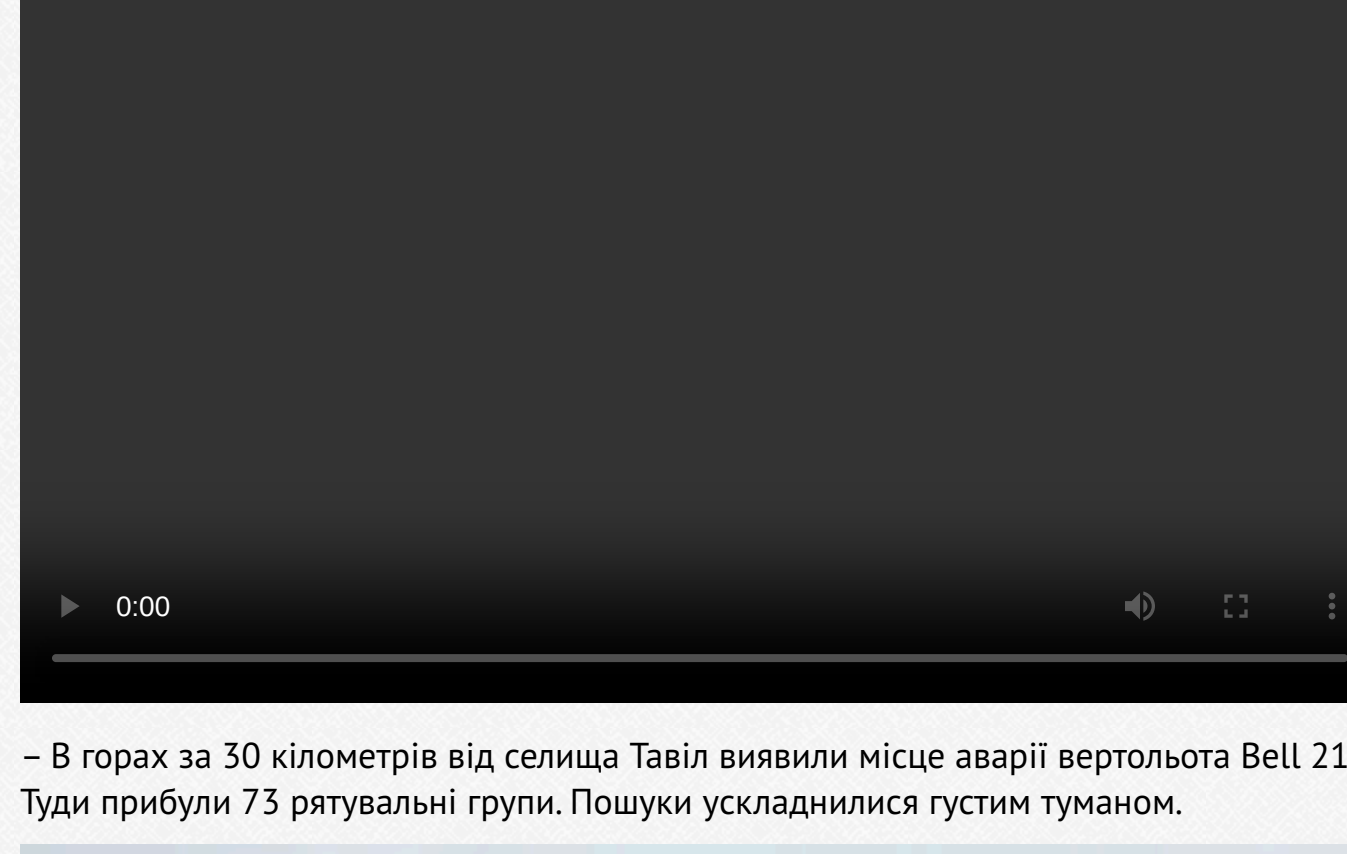 0:00
– В горах за 30 кілометрів від селища Тавіл виявили місце аварії вертольота Bell 21
Туди прибули 73 рятувальні групи. Пошуки ускладнилися густим туманом.